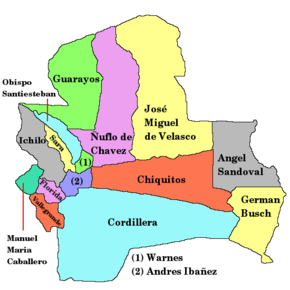 Guarayos
Obispo
Santiesteban
José
Miguel
de Velasco
Ñuflo de
Chavez
Sara
Ichilo
(1)
Angel
Sandoval
(2)
Chiquitos
Florida
Vallegrande
German
Busch
Cordillera
Manuel
Maria
Caballero
(1) Warnes
(2) Andres Ibañez